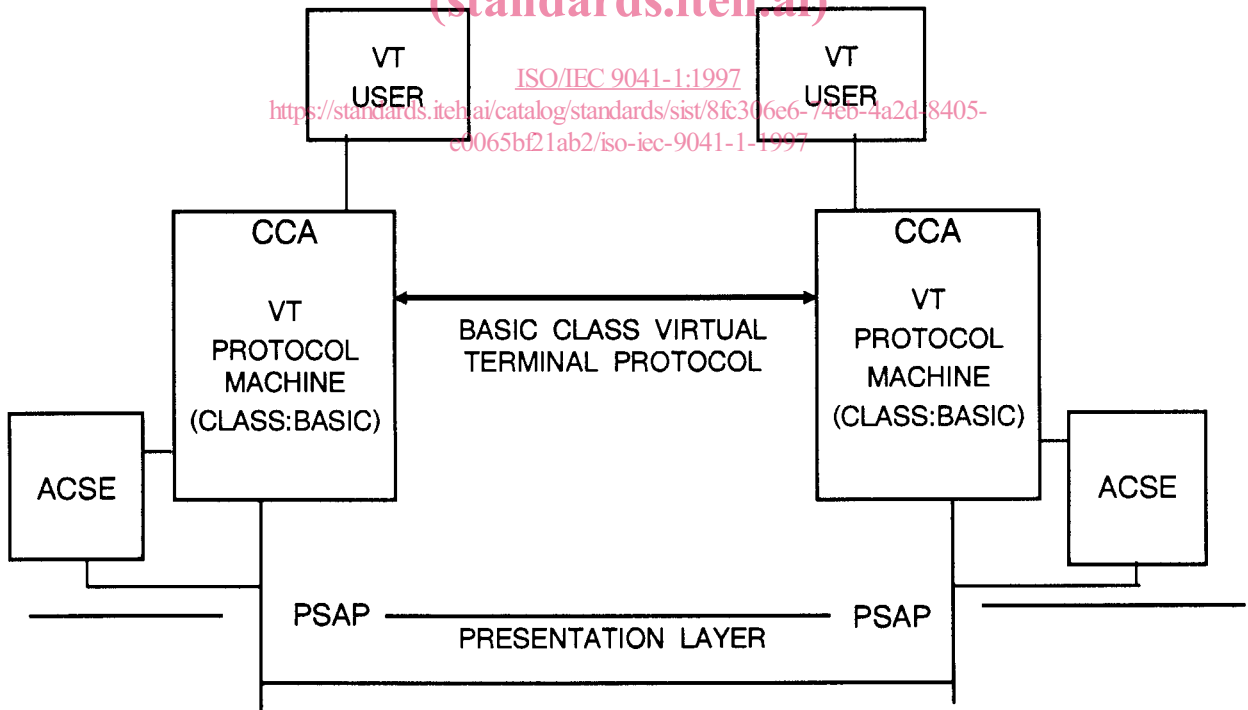 (standards.iteh.ai)
VT
USER
VT
USER
ISO/IEC 9041-1:1997
https://standards.iteh.ai/catalog/standards/sist/8fc306e6-74eb-4a2d-8405-
e0065bf21ab2/iso-iec-9041-1-1997
CCA
VT
PROTOCOL
MACHINE
(CLASS:BASIC)
BASIC CLASS VIRTUAL
TERMINAL PROTOCOL
CCA
VT
PROTOCOL
MACHINE
(CLASS:BASIC)
ACSE
ACSE
PSAP
PRESENTATION LAYER
PSAP